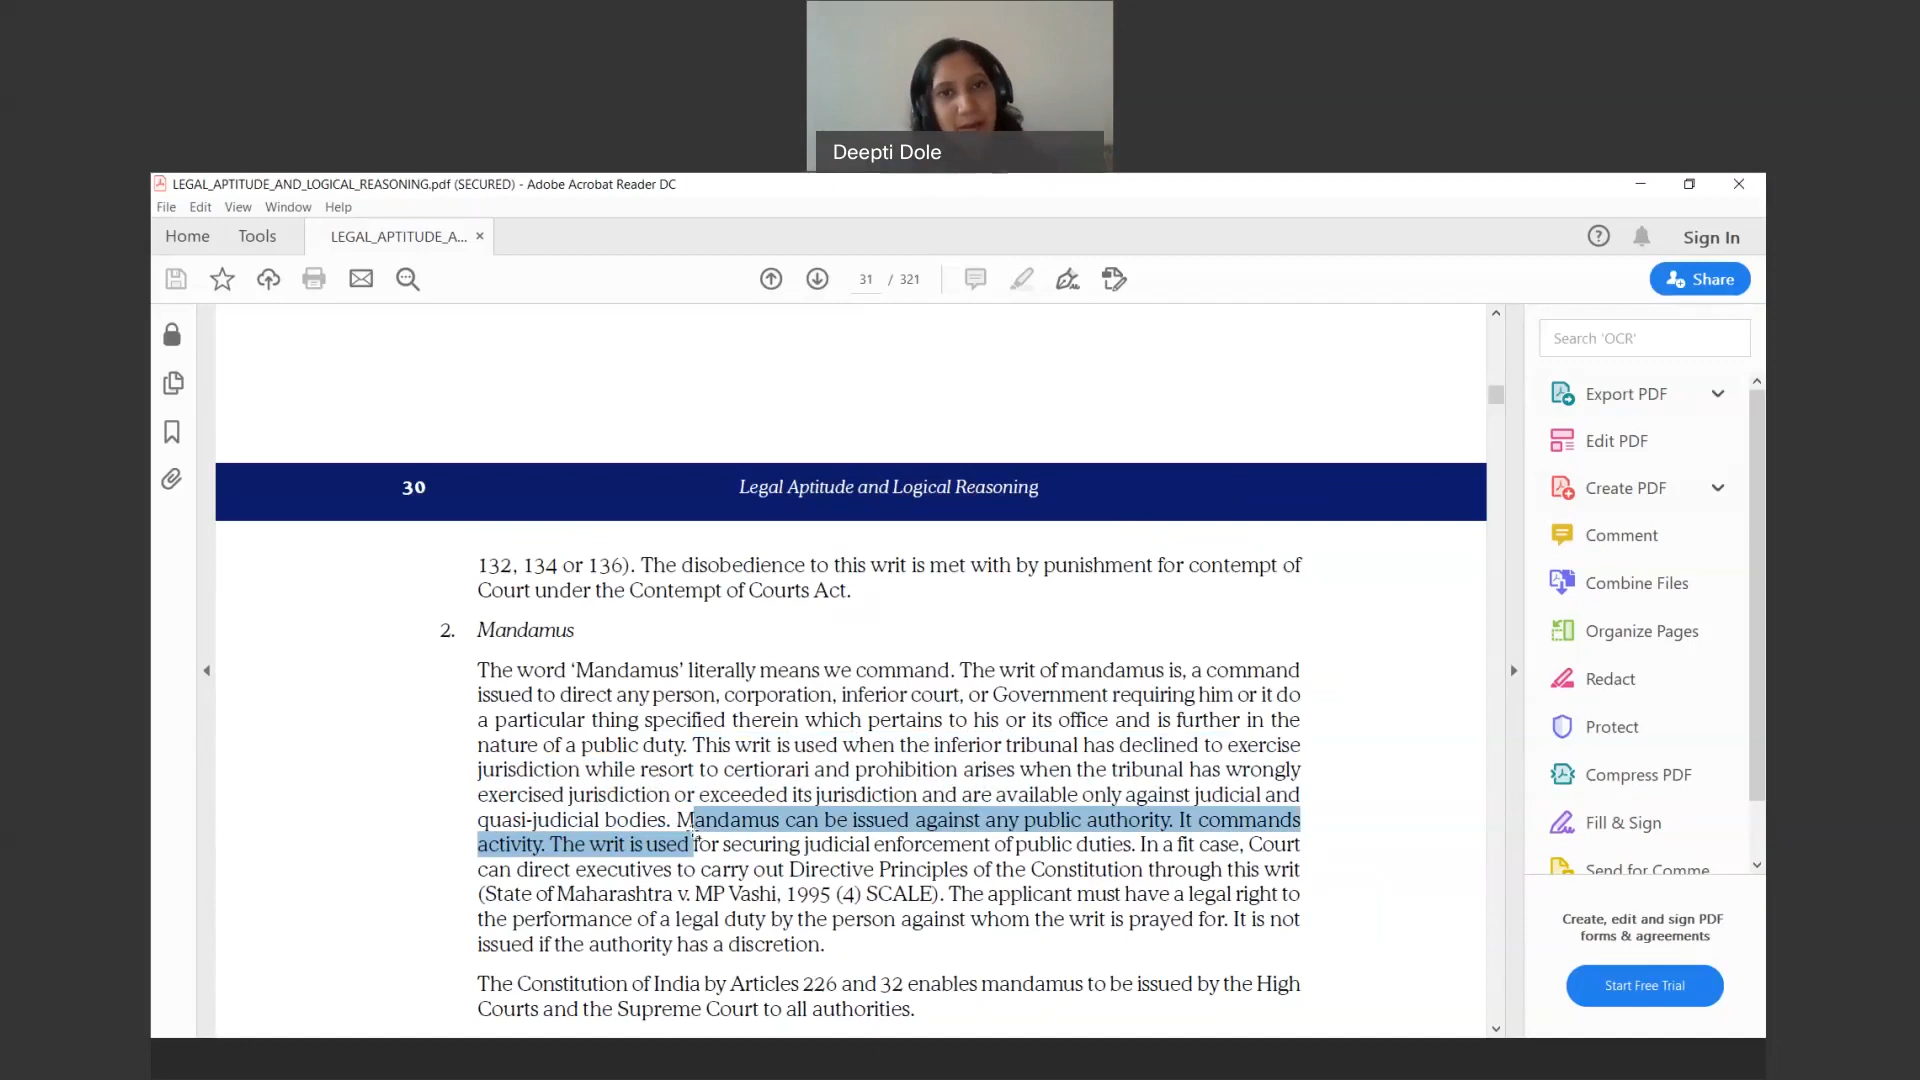 Deepti Dole
LEGAL_APTITUDE_AND_LOGICAL_REASONING.pdf (SECURED) - Adobe Acrobat Reader DC
File Edit View Window Help
Home Tools LEGAL_APTITUDE_A... × Sign In
31 / 321 Share
Search 'OCR'
Export PDF
Edit PDF
Create PDF
Comment
Combine Files
Organize Pages
Redact
Protect
Compress PDF
Fill & Sign
Send for Comme
Create, edit and sign PDF
forms & agreements
Start Free Trial
30 Legal Aptitude and Logical Reasoning
132, 134 or 136). The disobedience to this writ is met with by punishment for contempt of
Court under the Contempt of Courts Act.
2. Mandamus
The word ‘Mandamus’ literally means we command. The writ of mandamus is, a command
issued to direct any person, corporation, inferior court, or Government requiring him or it do
a particular thing specified therein which pertains to his or its office and is further in the
nature of a public duty. This writ is used when the inferior tribunal has declined to exercise
jurisdiction while resort to certiorari and prohibition arises when the tribunal has wrongly
exercised jurisdiction or exceeded its jurisdiction and are available only against judicial and
quasi-judicial bodies. Mandamus can be issued against any public authority. It commands
activity. The writ is used for securing judicial enforcement of public duties. In a fit case, Court
can direct executives to carry out Directive Principles of the Constitution through this writ
(State of Maharashtra v. MP Vashi, 1995 (4) SCALE). The applicant must have a legal right to
the performance of a legal duty by the person against whom the writ is prayed for. It is not
issued if the authority has a discretion.
The Constitution of India by Articles 226 and 32 enables mandamus to be issued by the High
Courts and the Supreme Court to all authorities.